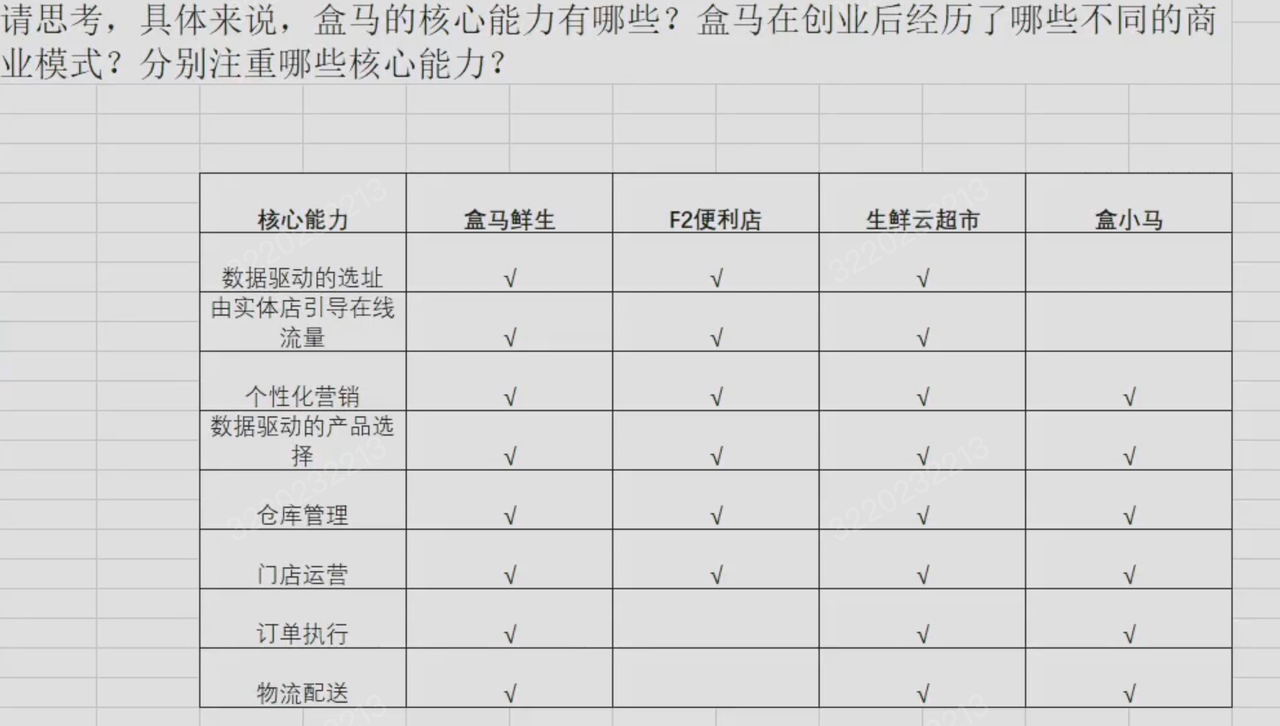 请思考，具体来说，盒马的核心能力有哪些？盒马在创业后经历了哪些不同的商
业模式？分别注重哪些核心能力？
核心能力 盒马鲜生 F2便利店 生鲜云超市 盒小马
数据驱动的选址 √ √ √
由实体店引导在线
流量 √ √ √
个性化营销 √ √ √ √
数据驱动的产品选
择 √ √ √ √
仓库管理 √ √ √ √
门店运营 √ √ √ √
订单执行 √ √ √
物流配送 √ √ √
3220232213
3220232213
3220232213
3220232213